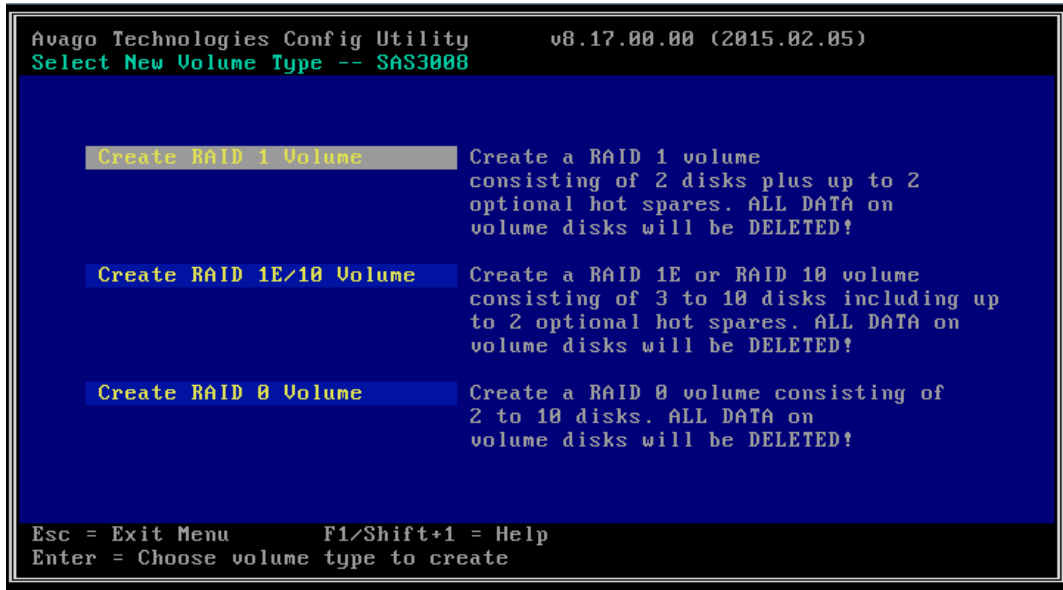 Avago Technologies Config Utility v8.17.00.00 (2015.02.05)
Select New Volume Type -- SAS3008
Create RAID 1 Volume Create a RAID 1 volume
consisting of 2 disks plus up to 2
optional hot spares. ALL DATA on
volume disks will be DELETED!
Create RAID 1E/10 Volume Create a RAID 1E or RAID 10 volume
consisting of 3 to 10 disks including up
to 2 optional hot spares. ALL DATA on
volume disks will be DELETED!
Create RAID 0 Volume Create a RAID 0 volume consisting of
2 to 10 disks. ALL DATA on
volume disks will be DELETED!
Esc = Exit Menu F1/Shift+1 = Help
Enter = Choose volume type to create